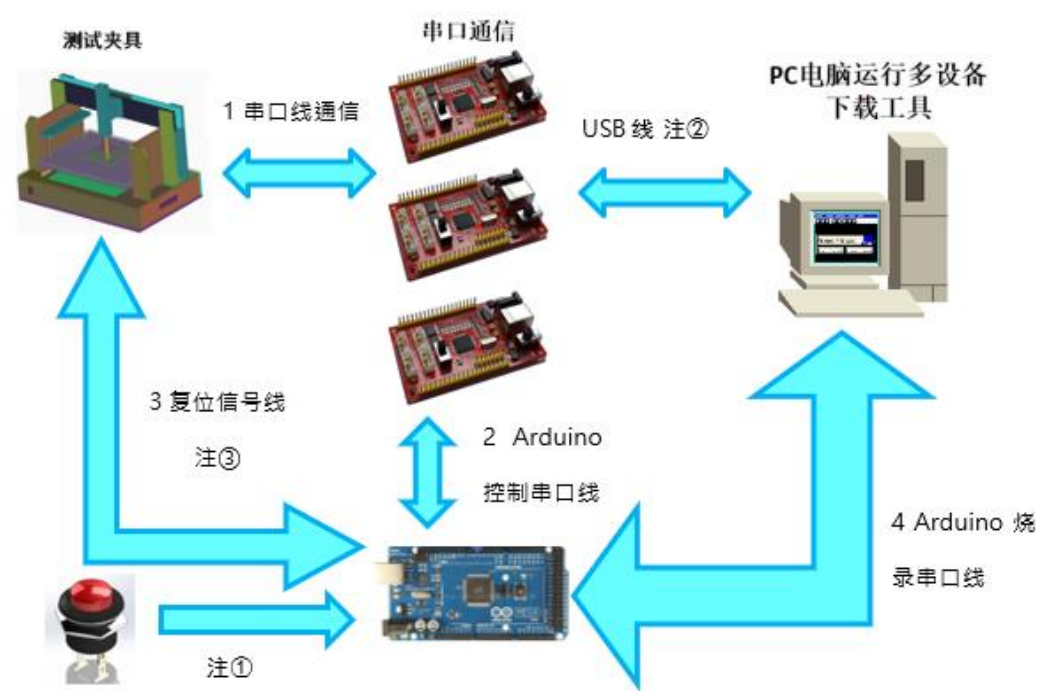 测试夹具
串口通信
PC电脑运行多设备
下载工具
1 串口线通信
USB 线 注②
3 复位信号线
注③
2 Arduino
控制串口线
4 Arduino 烧
录串口线
注①